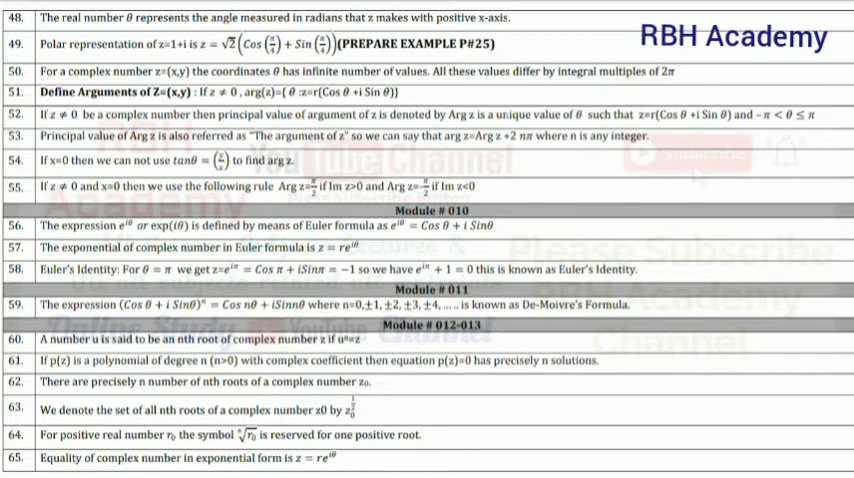 RBH Academy
48. The real number θ represents the angle measured in radians that z makes with positive x-axis.
49. Polar representation of z=1+i is z = √2(Cos(π/4) + Sin(π/4))(PREPARE EXAMPLE P#25)
50. For a complex number z=(x,y) the coordinates θ has infinite number of values. All these values differ by integral multiples of 2π
51. Define Arguments of Z=(x,y) : If z ≠ 0 , arg(z)={ θ :z=r(Cos θ +i Sin θ)}
52. If z ≠ 0 be a complex number then principal value of argument of z is denoted by Arg z is a unique value of θ such that z=r(Cos θ +i Sin θ) and −π < θ ≤ π
53. Principal value of Arg z is also referred as "The argument of z" so we can say that arg z=Arg z +2 nπ where n is any integer.
54. If x=0 then we can not use tanθ = (y/x) to find arg z.
55. If z ≠ 0 and x=0 then we use the following rule Arg z=π/2 if Im z>0 and Arg z=-π/2 if Im z<0
Module # 010
56. The expression e^iθ or exp(iθ) is defined by means of Euler formula as e^iθ = Cos θ + i Sinθ
57. The exponential of complex number in Euler formula is z = re^iθ
58. Euler's Identity: For θ = π we get z=e^iπ = Cos π + iSinπ = −1 so we have e^iπ + 1 = 0 this is known as Euler's Identity.
Module # 011
59. The expression (Cos θ + i Sinθ)^n = Cos nθ + iSinnθ where n=0,±1, ±2, ±3, ±4, ..... is known as De-Moivre's Formula.
Module # 012-013
60. A number u is said to be an nth root of complex number z if u^n=z
61. If p(z) is a polynomial of degree n (n>0) with complex coefficient then equation p(z)=0 has precisely n solutions.
62. There are precisely n number of nth roots of a complex number z₀.
63. We denote the set of all nth roots of a complex number z0 by
64. For positive real number r₀ the symbol ⁿ√r₀ is reserved for one positive root.
65. Equality of complex number in exponential form is z = re^iθ